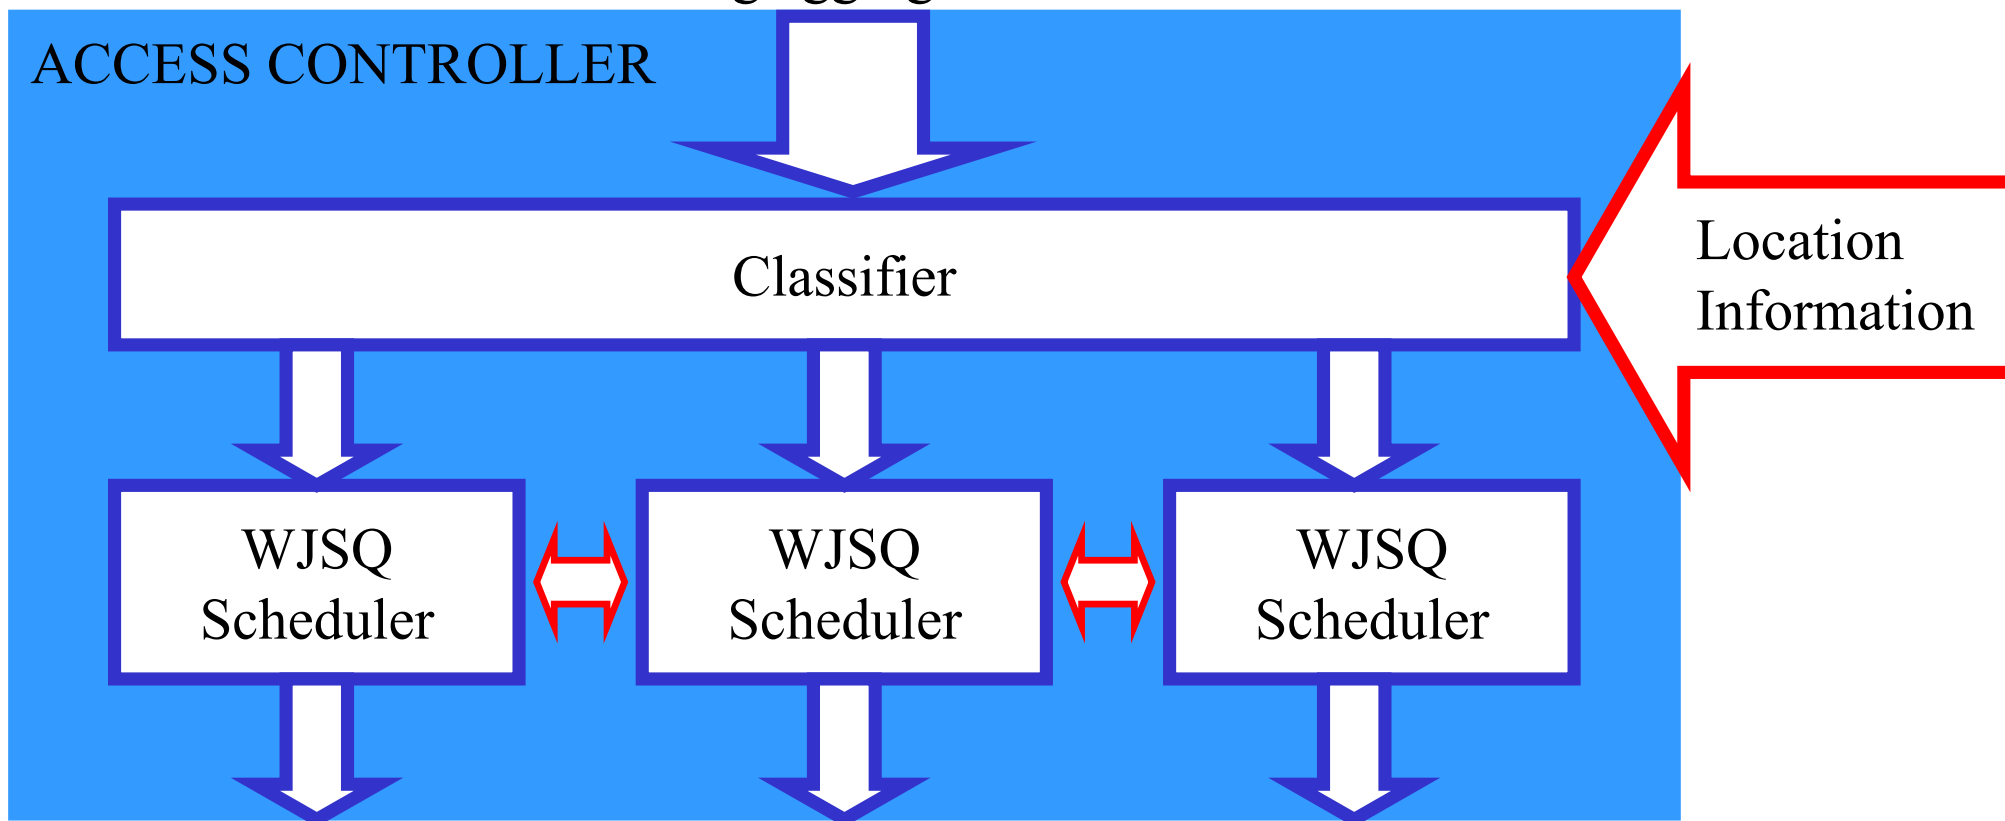 ACCESS CONTROLLER
Classifier
Location
Information
WJSQ
Scheduler
WJSQ
Scheduler
WJSQ
Scheduler